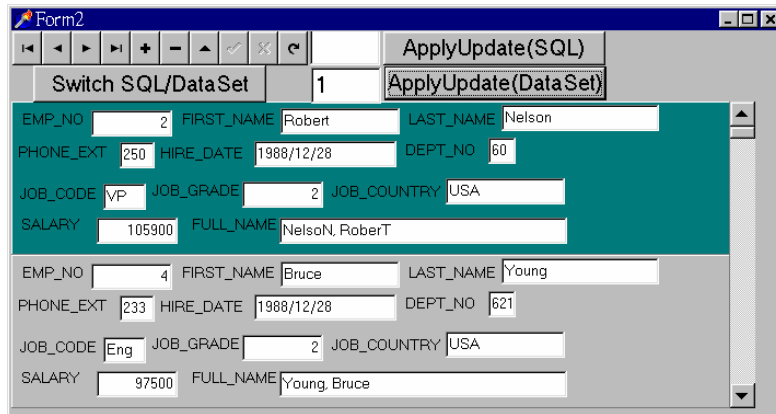 Form2
ApplyUpdate(SQL)
Switch SQL/DataSet 1 ApplyUpdate(DataSet)
EMP_NO 2 FIRST_NAME Robert LAST_NAME Nelson
PHONE_EXT 250 HIRE_DATE 1988/12/28 DEPT_NO 60
JOB_CODE VP JOB_GRADE 2 JOB_COUNTRY USA
SALARY 105900 FULL_NAME NelsoN, RoberT
EMP_NO 4 FIRST_NAME Bruce LAST_NAME Young
PHONE_EXT 233 HIRE_DATE 1988/12/28 DEPT_NO 621
JOB_CODE Eng JOB_GRADE 2 JOB_COUNTRY USA
SALARY 97500 FULL_NAME Young, Bruce